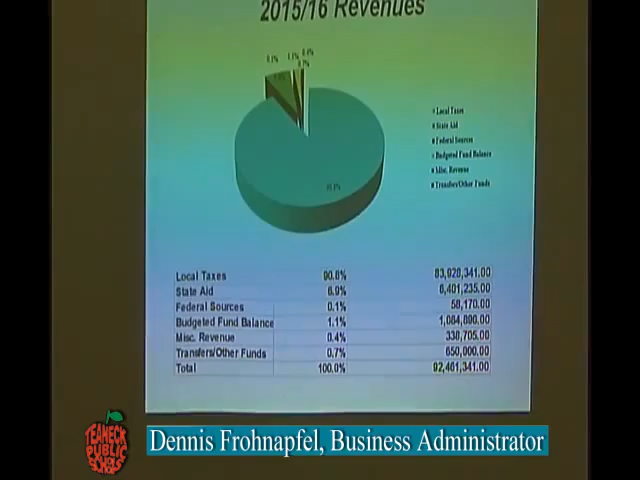 2015/16 Revenues
Local Taxes
State Aid
Federal Sources
Budgeted Fund Balance
Misc. Revenue
Transfers/Other Funds
Local Taxes 90.8% 83,928,341.00
State Aid 6.9% 6,401,235.00
Federal Sources 0.1% 58,170.00
Budgeted Fund Balance 1.1% 1,084,890.00
Misc. Revenue 0.4% 338,705.00
Transfers/Other Funds 0.7% 650,000.00
Total 100.0% 92,461,341.00
TEANECK
PUBLIC
SCHOOLS
Dennis Frohnapfel, Business Administrator